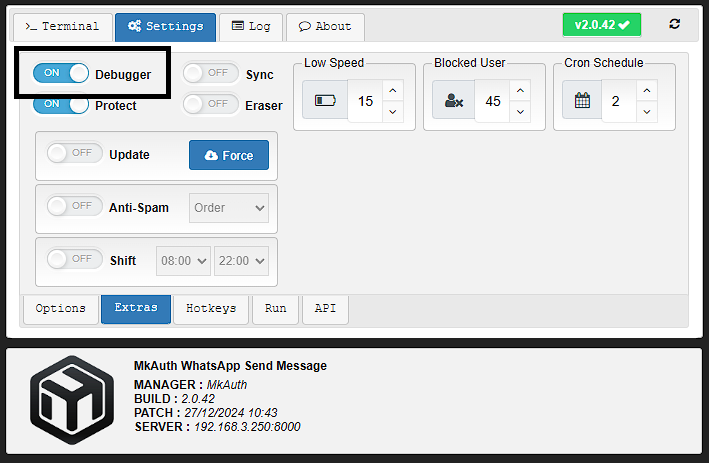 Terminal Settings Log About v2.0.42
ON Debugger OFF Sync
ON Protect OFF Eraser
Low Speed Blocked User Cron Schedule
15 45 2
OFF Update Force
OFF Anti-Spam Order
OFF Shift 08:00 22:00
Options Extras Hotkeys Run API
MkAuth WhatsApp Send Message
MANAGER : MkAuth
BUILD : 2.0.42
PATCH : 27/12/2024 10:43
SERVER : 192.168.3.250:8000